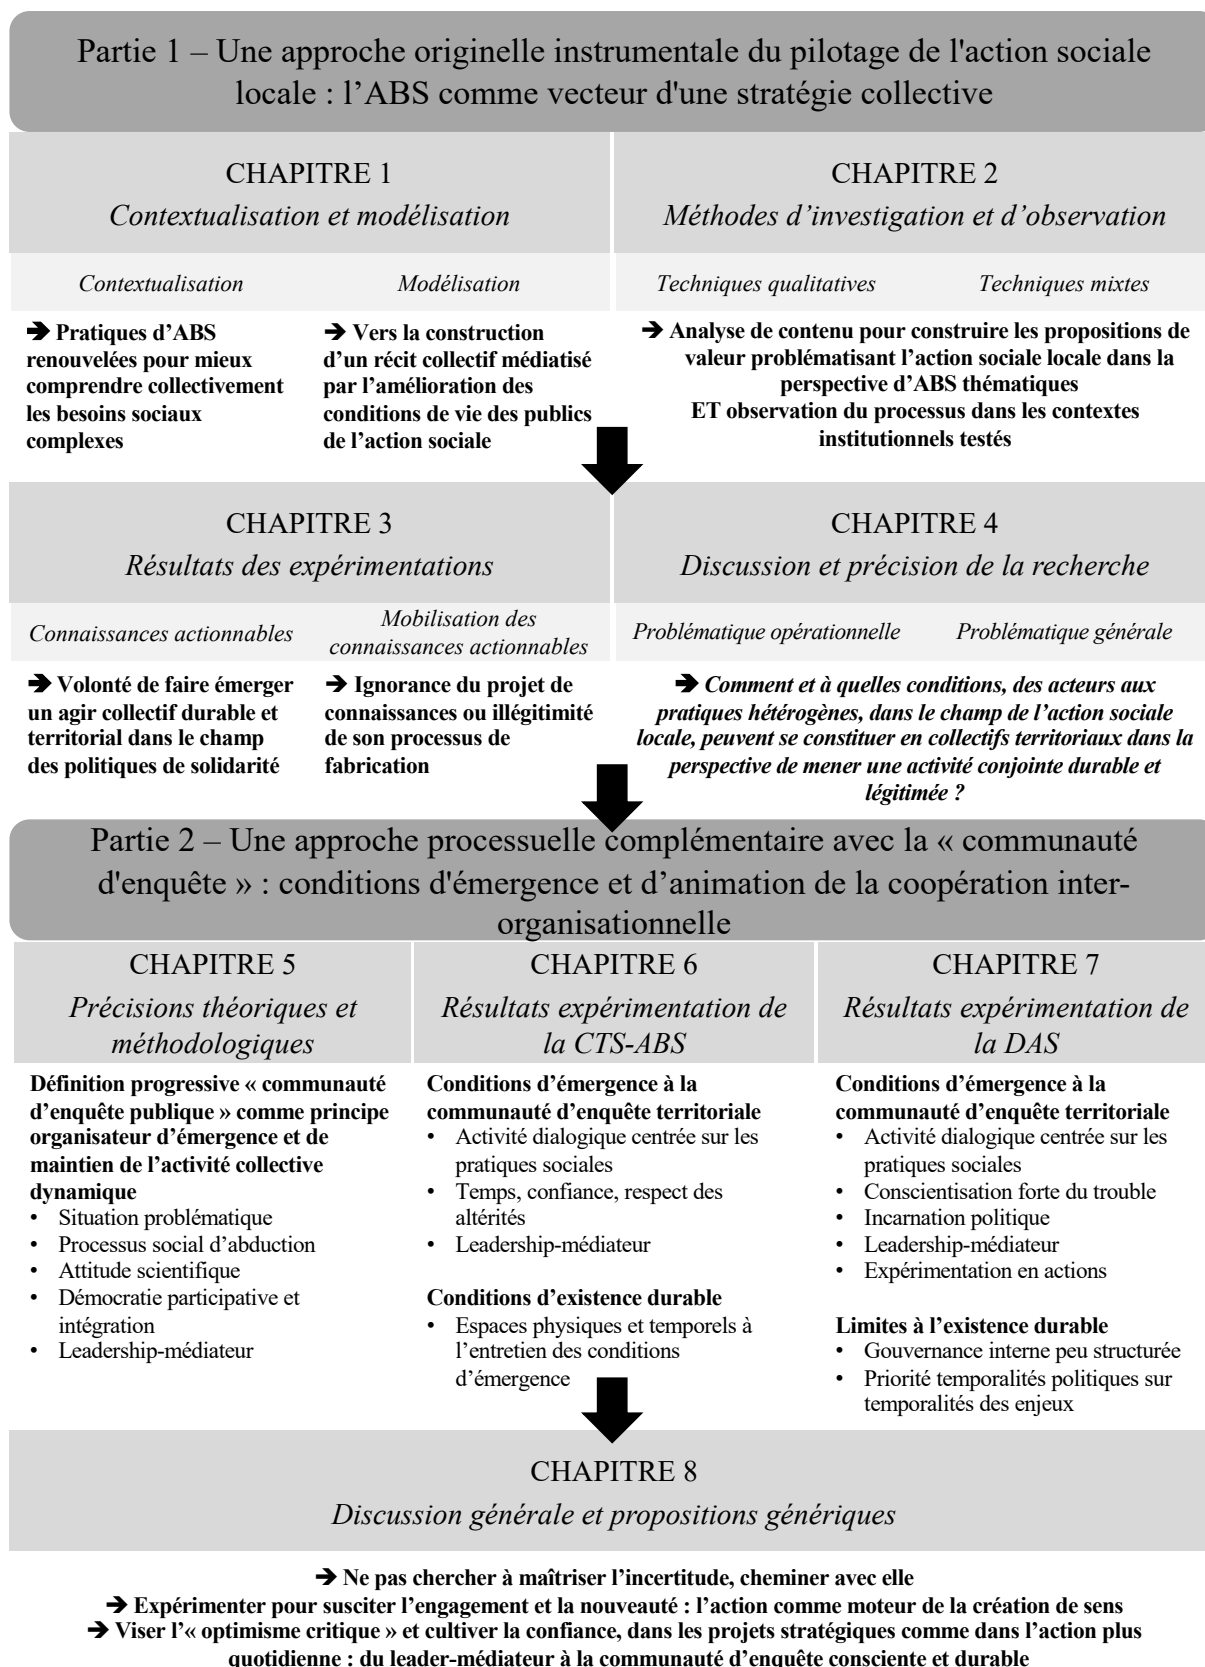 Partie 1 – Une approche originelle instrumentale du pilotage de l'action sociale
locale : l’ABS comme vecteur d'une stratégie collective
CHAPITRE 1
Contextualisation et modélisation
CHAPITRE 2
Méthodes d’investigation et d’observation
Contextualisation
Modélisation
Techniques qualitatives
Techniques mixtes
➔ Pratiques d’ABS
renouvelées pour mieux
comprendre collectivement
les besoins sociaux
complexes
➔ Vers la construction
d’un récit collectif médiatisé
par l’amélioration des
conditions de vie des publics
de l’action sociale
➔ Analyse de contenu pour construire les propositions de
valeur problématisant l’action sociale locale dans la
perspective d’ABS thématiques
ET observation du processus dans les contextes
institutionnels testés
CHAPITRE 3
Résultats des expérimentations
CHAPITRE 4
Discussion et précision de la recherche
Connaissances actionnables
Mobilisation des
connaissances actionnables
Problématique opérationnelle
Problématique générale
➔ Volonté de faire émerger
un agir collectif durable et
territorial dans le champ
des politiques de solidarité
➔ Ignorance du projet de
connaissances ou illégitimité
de son processus de
fabrication
➔ Comment et à quelles conditions, des acteurs aux
pratiques hétérogènes, dans le champ de l’action sociale
locale, peuvent se constituer en collectifs territoriaux dans la
perspective de mener une activité conjointe durable et
légitimée ?
Partie 2 – Une approche processuelle complémentaire avec la « communauté
d'enquête » : conditions d'émergence et d’animation de la coopération inter-
organisationnelle
CHAPITRE 5
Précisions théoriques et
méthodologiques
CHAPITRE 6
Résultats expérimentation de
la CTS-ABS
CHAPITRE 7
Résultats expérimentation de
la DAS
Définition progressive « communauté
d’enquête publique » comme principe
organisateur d’émergence et de
maintien de l’activité collective
dynamique
• Situation problématique
• Processus social d’abduction
• Attitude scientifique
• Démocratie participative et
intégration
• Leadership-médiateur
Conditions d’émergence à la
communauté d’enquête territoriale
• Activité dialogique centrée sur les
pratiques sociales
• Temps, confiance, respect des
altérités
• Leadership-médiateur
Conditions d’existence durable
• Espaces physiques et temporels à
l’entretien des conditions
d’émergence
Conditions d’émergence à la
communauté d’enquête territoriale
• Activité dialogique centrée sur les
pratiques sociales
• Conscientisation forte du trouble
• Incarnation politique
• Leadership-médiateur
• Expérimentation en actions
Limites à l’existence durable
• Gouvernance interne peu structurée
• Priorité temporalités politiques sur
temporalités des enjeux
CHAPITRE 8
Discussion générale et propositions génériques
➔ Ne pas chercher à maîtriser l’incertitude, cheminer avec elle
➔ Expérimenter pour susciter l’engagement et la nouveauté : l’action comme moteur de la création de sens
➔ Viser l’« optimisme critique » et cultiver la confiance, dans les projets stratégiques comme dans l’action plus
quotidienne : du leader-médiateur à la communauté d’enquête consciente et durable